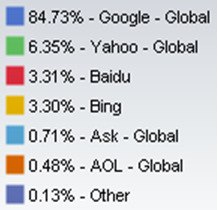 84.73% - Google - Global
6.35% - Yahoo - Global
3.31% - Baidu
3.30% - Bing
0.71% - Ask - Global
0.48% - AOL - Global
0.13% - Other